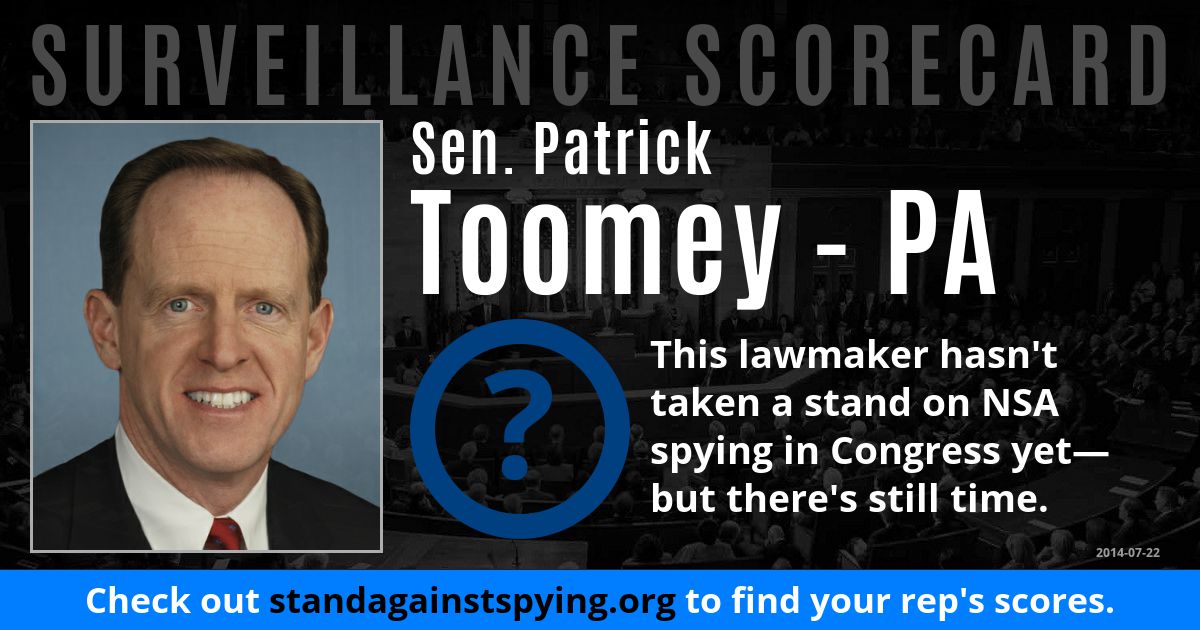 SURVEILLANCE SCORECARD
Sen. Patrick
Toomey - PA
?
This lawmaker hasn't
taken a stand on NSA
spying in Congress yet—
but there's still time.
2014-07-22
Check out standagainstspying.org to find your rep's scores.